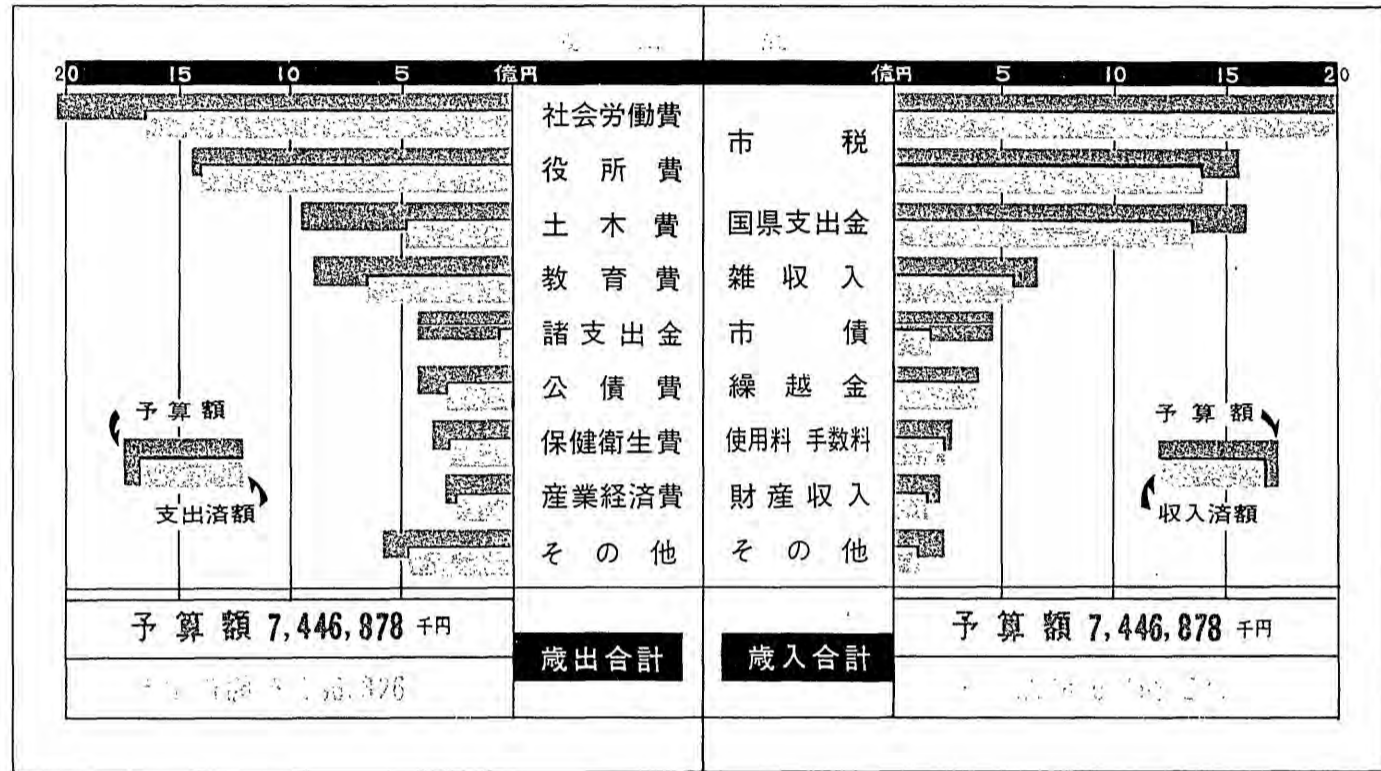 20 15 10 5 億円 億円 5 10 15 20
社会労働費
役所費
土木費
教育費
諸支出金
公債費
保健衛生費
産業経済費
その他
市税
国県支出金
雑収入
市債
繰越金
使用料 手数料
財産収入
その他
予算額
支出済額
予算額
収入済額
予算額 7,446,878 千円
歳出合計
歳入合計
予算額 7,446,878 千円